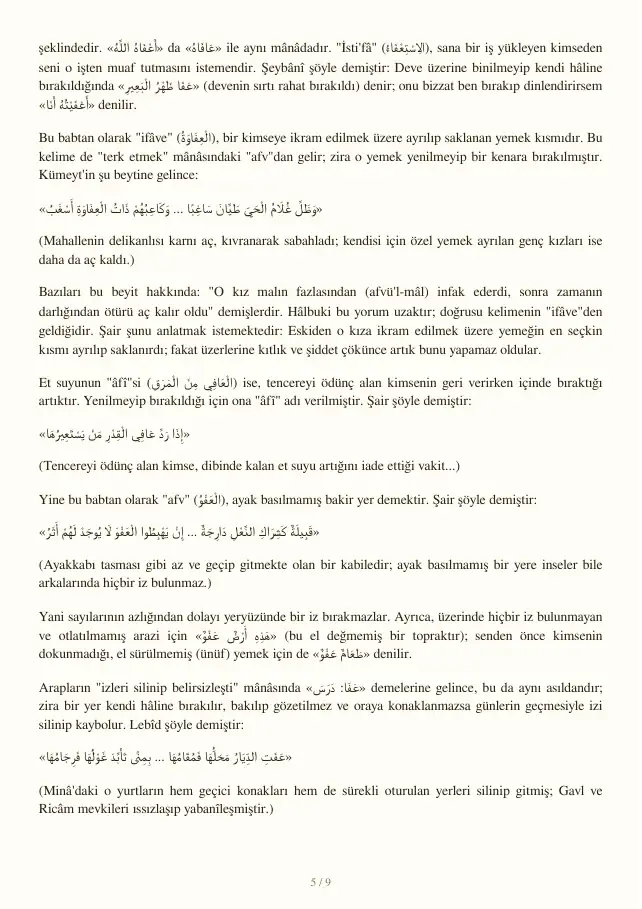 şeklindedir. «أَعْفَاهُ اللَّهُ» da «عَافَاهُ» ile aynı mânâdadır. "İsti'fâ" (الِاسْتِعْفَاءُ), sana bir iş yükleyen kimseden
seni o işten muaf tutmasını istemendir. Şeybânî şöyle demiştir: Deve üzerine binilmeyip kendi hâline
bırakıldığında «عَفَا ظَهْرُ الْبَعِيرِ» (devenin sırtı rahat bırakıldı) denir; onu bizzat ben bırakıp dinlendirirsem
«أَعْفَيْتُهُ أَنَا» denilir.
Bu babtan olarak "ifâve" (الْعِفَاوَةُ), bir kimseye ikram edilmek üzere ayrılıp saklanan yemek kısmıdır. Bu
kelime de "terk etmek" mânâsındaki "afv"dan gelir; zira o yemek yenilmeyip bir kenara bırakılmıştır.
Kümeyt'in şu beytine gelince:
«وَظَلَّ غُلَامُ الْحَيِّ طَيَّانَ سَاغِبًا ... وَكَاعِبُهُمْ ذَاتُ الْعِفَاوَةِ أَسْغَبُ»
(Mahallenin delikanlısı karnı aç, kıvranarak sabahladı; kendisi için özel yemek ayrılan genç kızları ise
daha da aç kaldı.)
Bazıları bu beyit hakkında: "O kız malın fazlasından (afvü'l-mâl) infak ederdi, sonra zamanın
darlığından ötürü aç kalır oldu" demişlerdir. Hâlbuki bu yorum uzaktır; doğrusu kelimenin "ifâve"den
geldiğidir. Şair şunu anlatmak istemektedir: Eskiden o kıza ikram edilmek üzere yemeğin en seçkin
kısmı ayrılıp saklanırdı; fakat üzerlerine kıtlık ve şiddet çökünce artık bunu yapamaz oldular.
Et suyunun "âfî"si (الْعَافِي مِنَ الْمَرَقِ) ise, tencereyi ödünç alan kimsenin geri verirken içinde bıraktığı
artıktır. Yenilmeyip bırakıldığı için ona "âfî" adı verilmiştir. Şair şöyle demiştir:
«إِذَا رَدَّ عَافِي الْقِدْرِ مَنْ يَسْتَعِيرُهَا»
(Tencereyi ödünç alan kimse, dibinde kalan et suyu artığını iade ettiği vakit...)
Yine bu babtan olarak "afv" (الْعَفْوُ), ayak basılmamış bakir yer demektir. Şair şöyle demiştir:
«قَبِيلَةٌ كَشِرَاكِ النَّعْلِ دَارِجَةٌ ... إِنْ يَهْبِطُوا الْعَفْوَ لَا يُوجَدْ لَهُمْ أَثَرُ»
(Ayakkabı tasması gibi az ve geçip gitmekte olan bir kabiledir; ayak basılmamış bir yere inseler bile
arkalarında hiçbir iz bulunmaz.)
Yani sayılarının azlığından dolayı yeryüzünde bir iz bırakmazlar. Ayrıca, üzerinde hiçbir iz bulunmayan
ve otlatılmamış arazi için «هَذِهِ أَرْضٌ عَفْوٌ» (bu el değmemiş bir topraktır); senden önce kimsenin
dokunmadığı, el sürülmemiş (ünüf) yemek için de «طَعَامٌ عَفْوٌ» denilir.
Arapların "izleri silinip belirsizleşti" mânâsında «عَفَا: دَرَسَ» demelerine gelince, bu da aynı asıldandır;
zira bir yer kendi hâline bırakılır, bakılıp gözetilmez ve oraya konaklanmazsa günlerin geçmesiyle izi
silinip kaybolur. Lebîd şöyle demiştir:
«عَفَتِ الدِّيَارُ مَحَلُّهَا فَمُقَامُهَا ... بِمِنًى تَأَبَّدَ غَوْلُهَا فَرِجَامُهَا»
(Minâ'daki o yurtların hem geçici konakları hem de sürekli oturulan yerleri silinip gitmiş; Gavl ve
Ricâm mevkileri ıssızlaşıp yabanîleşmiştir.)
5 / 9